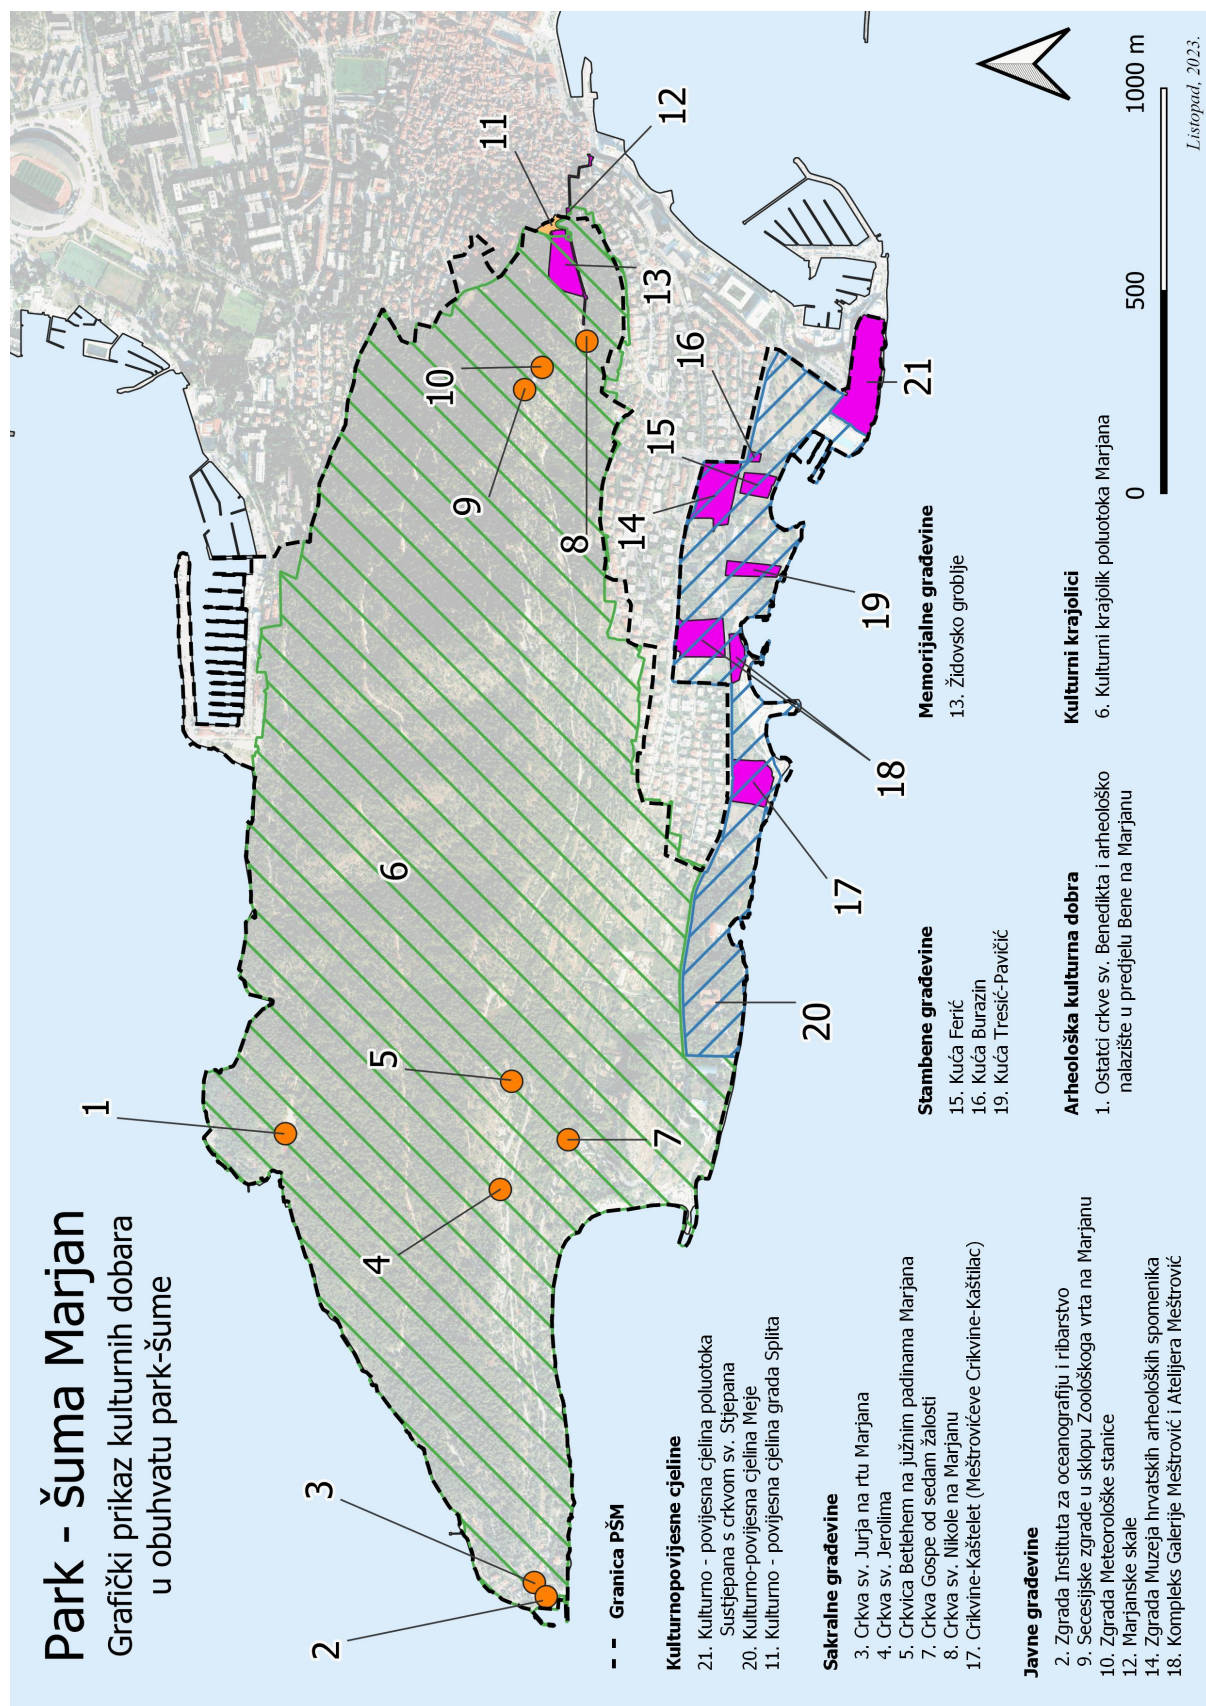 Park - šuma Marjan
Grafički prikaz kulturnih dobara
u obuhvatu park-šume
1
2
3
4
5
6
7
8
9
10
11
12
13
14
15
16
17
18
19
20
21
Granica PŠM
Kulturnopovijesne cjeline
21. Kulturno - povijesna cjelina poluotoka
Sustjepana s crkvom sv. Stjepana
20. Kulturno-povijesna cjelina Meje
11. Kulturno - povijesna cjelina grada Splita
Sakralne građevine
3. Crkva sv. Jurja na rtu Marjana
4. Crkva sv. Jerolima
5. Crkvica Betlehem na južnim padinama Marjana
7. Crkva Gospe od sedam žalosti
8. Crkva sv. Nikole na Marjanu
17. Crikvine-Kaštelet (Meštrovićeve Crikvine-Kaštilac)
Javne građevine
2. Zgrada Instituta za oceanografiju i ribarstvo
9. Secesijske zgrade u sklopu Zoološkoga vrta na Marjanu
10. Zgrada Meteorološke stanice
12. Marjanske skale
14. Zgrada Muzeja hrvatskih arheoloških spomenika
18. Kompleks Galerije Meštrović i Atelijera Meštrović
Stambene građevine
15. Kuća Ferić
16. Kuća Burazin
19. Kuća Tresić-Pavičić
Arheološka kulturna dobra
1. Ostatci crkve sv. Benedikta i arheološko
nalazište u predjelu Bene na Marjanu
Memorijalne građevine
13. Židovsko groblje
Kulturni krajolici
6. Kulturni krajolik poluotoka Marjana
0 500 1000 m
Listopad, 2023.